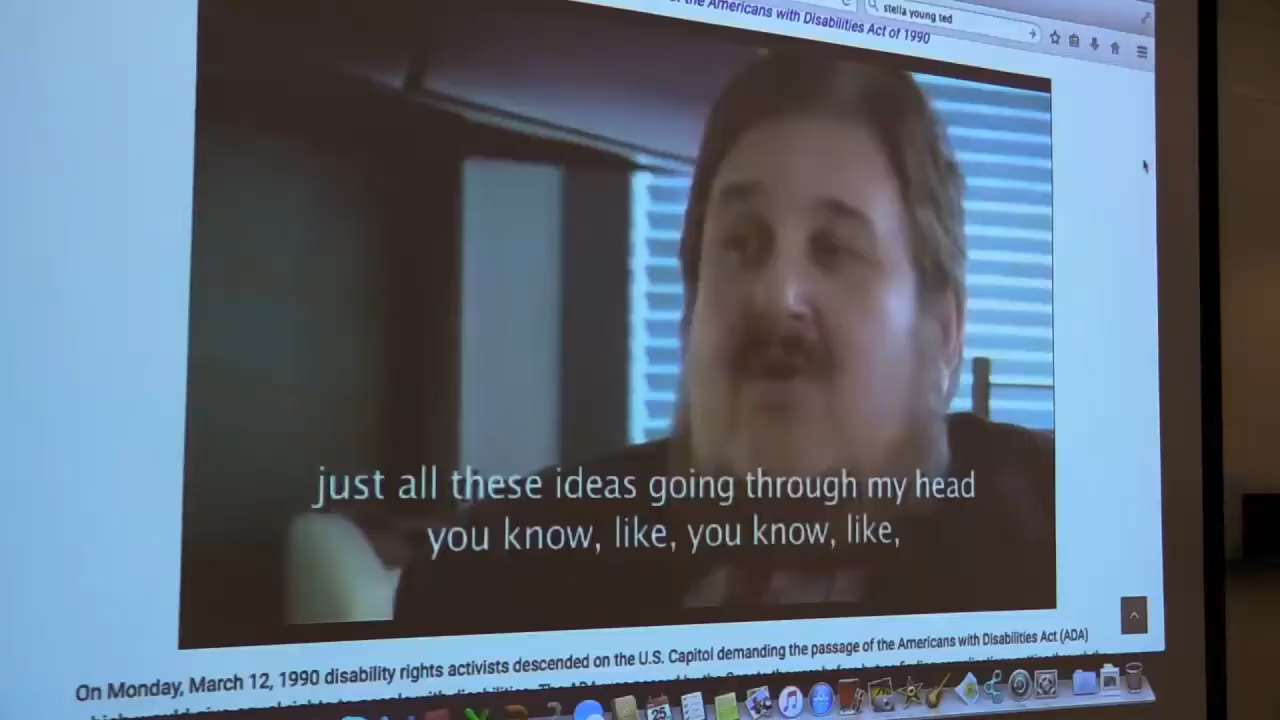 stella young ted
the Americans with Disabilities Act of 1990
just all these ideas going through my head
you know, like, you know, like,
On Monday, March 12, 1990 disability rights activists descended on the U.S. Capitol demanding the passage of the Americans with Disabilities Act (ADA)
25